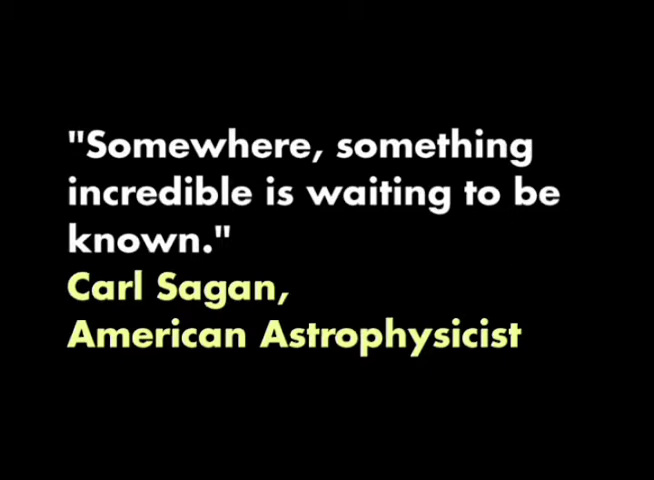 "Somewhere, something
incredible is waiting to be
known."
Carl Sagan,
American Astrophysicist